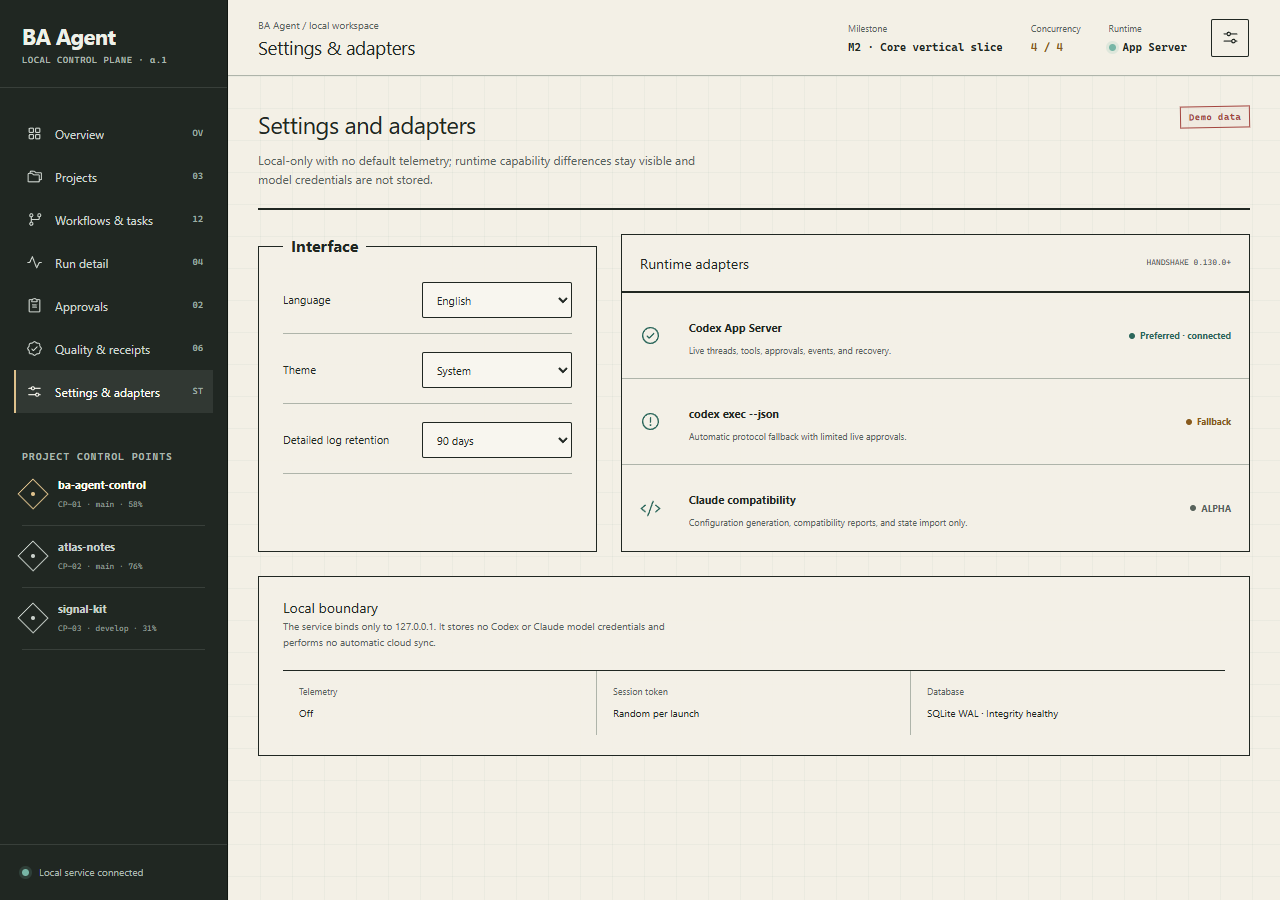 BA Agent
LOCAL CONTROL PLANE · α.1
Overview OV
Projects 03
Workflows & tasks 12
Run detail 04
Approvals 02
Quality & receipts 06
Settings & adapters ST
PROJECT CONTROL POINTS
ba-agent-control
CP-01 · main · 58%
atlas-notes
CP-02 · main · 76%
signal-kit
CP-03 · develop · 31%
Local service connected
BA Agent / local workspace
Settings & adapters
Milestone
M2 · Core vertical slice
Concurrency
4 / 4
Runtime
App Server
Settings and adapters
Demo data
Local-only with no default telemetry; runtime capability differences stay visible and
model credentials are not stored.
Interface
Language English
Theme System
Detailed log retention 90 days
Runtime adapters
HANDSHAKE 0.130.0+
Codex App Server
Live threads, tools, approvals, events, and recovery.
Preferred · connected
codex exec --json
Automatic protocol fallback with limited live approvals.
Fallback
Claude compatibility
Configuration generation, compatibility reports, and state import only.
ALPHA
Local boundary
The service binds only to 127.0.0.1. It stores no Codex or Claude model credentials and
performs no automatic cloud sync.
Telemetry
Off
Session token
Random per launch
Database
SQLite WAL · Integrity healthy